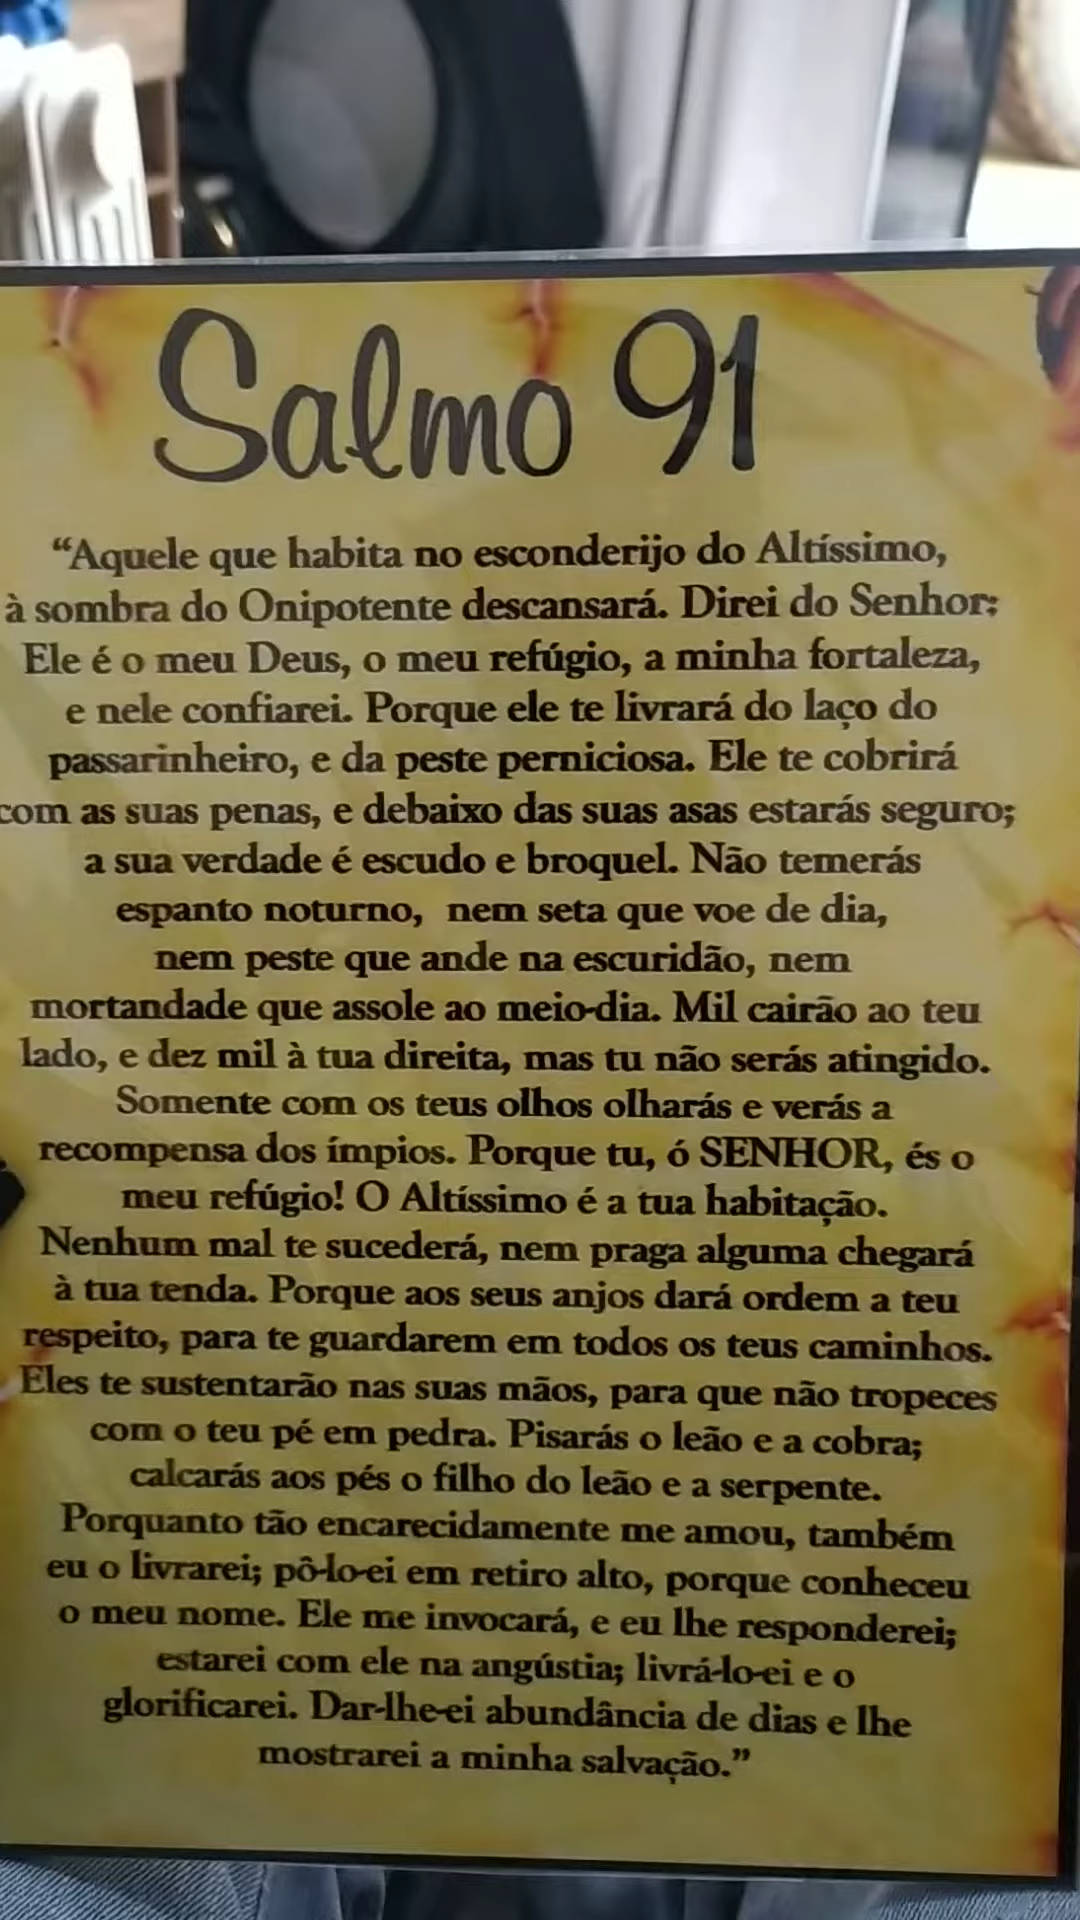 Salmo 91
“Aquele que habita no esconderijo do Altíssimo,
à sombra do Onipotente descansará. Direi do Senhor:
Ele é o meu Deus, o meu refúgio, a minha fortaleza,
e nele confiarei. Porque ele te livrará do laço do
passarinheiro, e da peste perniciosa. Ele te cobrirá
com as suas penas, e debaixo das suas asas estarás seguro;
a sua verdade é escudo e broquel. Não temerás
espanto noturno, nem seta que voe de dia,
nem peste que ande na escuridão, nem
mortandade que assole ao meio-dia. Mil cairão ao teu
lado, e dez mil à tua direita, mas tu não serás atingido.
Somente com os teus olhos olharás e verás a
recompensa dos ímpios. Porque tu, ó SENHOR, és o
meu refúgio! O Altíssimo é a tua habitação.
Nenhum mal te sucederá, nem praga alguma chegará
à tua tenda. Porque aos seus anjos dará ordem a teu
respeito, para te guardarem em todos os teus caminhos.
Eles te sustentarão nas suas mãos, para que não tropeces
com o teu pé em pedra. Pisarás o leão e a cobra;
calcarás aos pés o filho do leão e a serpente.
Porquanto tão encarecidamente me amou, também
eu o livrarei; pô-lo-ei em retiro alto, porque conheceu
o meu nome. Ele me invocará, e eu lhe responderei;
estarei com ele na angústia; livrá-lo-ei e o
glorificarei. Dar-lhe-ei abundância de dias e lhe
mostrarei a minha salvação.”